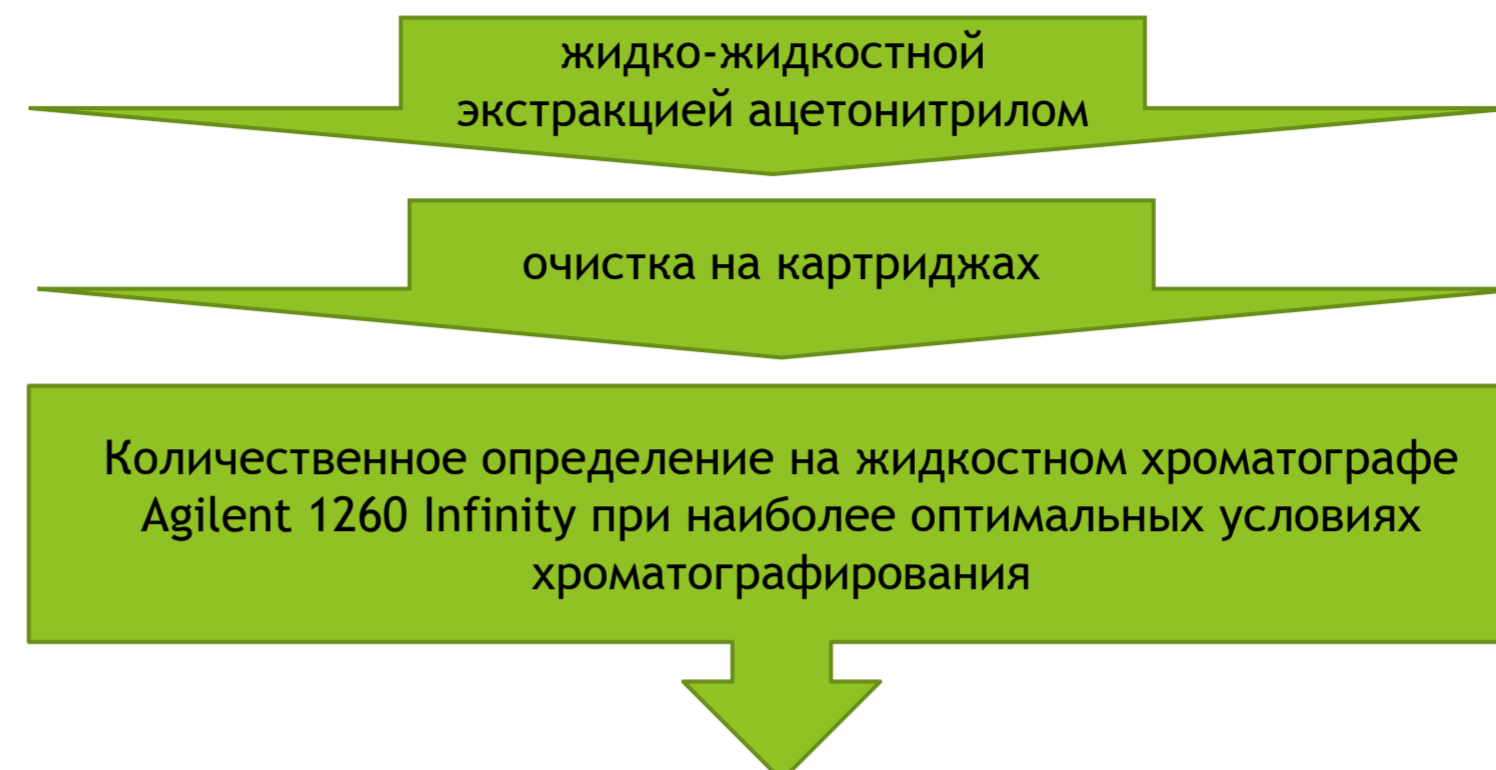 жидко-жидкостной
экстракцией ацетонитрилом
очистка на картриджах
Количественное определение на жидкостном хроматографе
Agilent 1260 Infinity при наиболее оптимальных условиях
хроматографирования